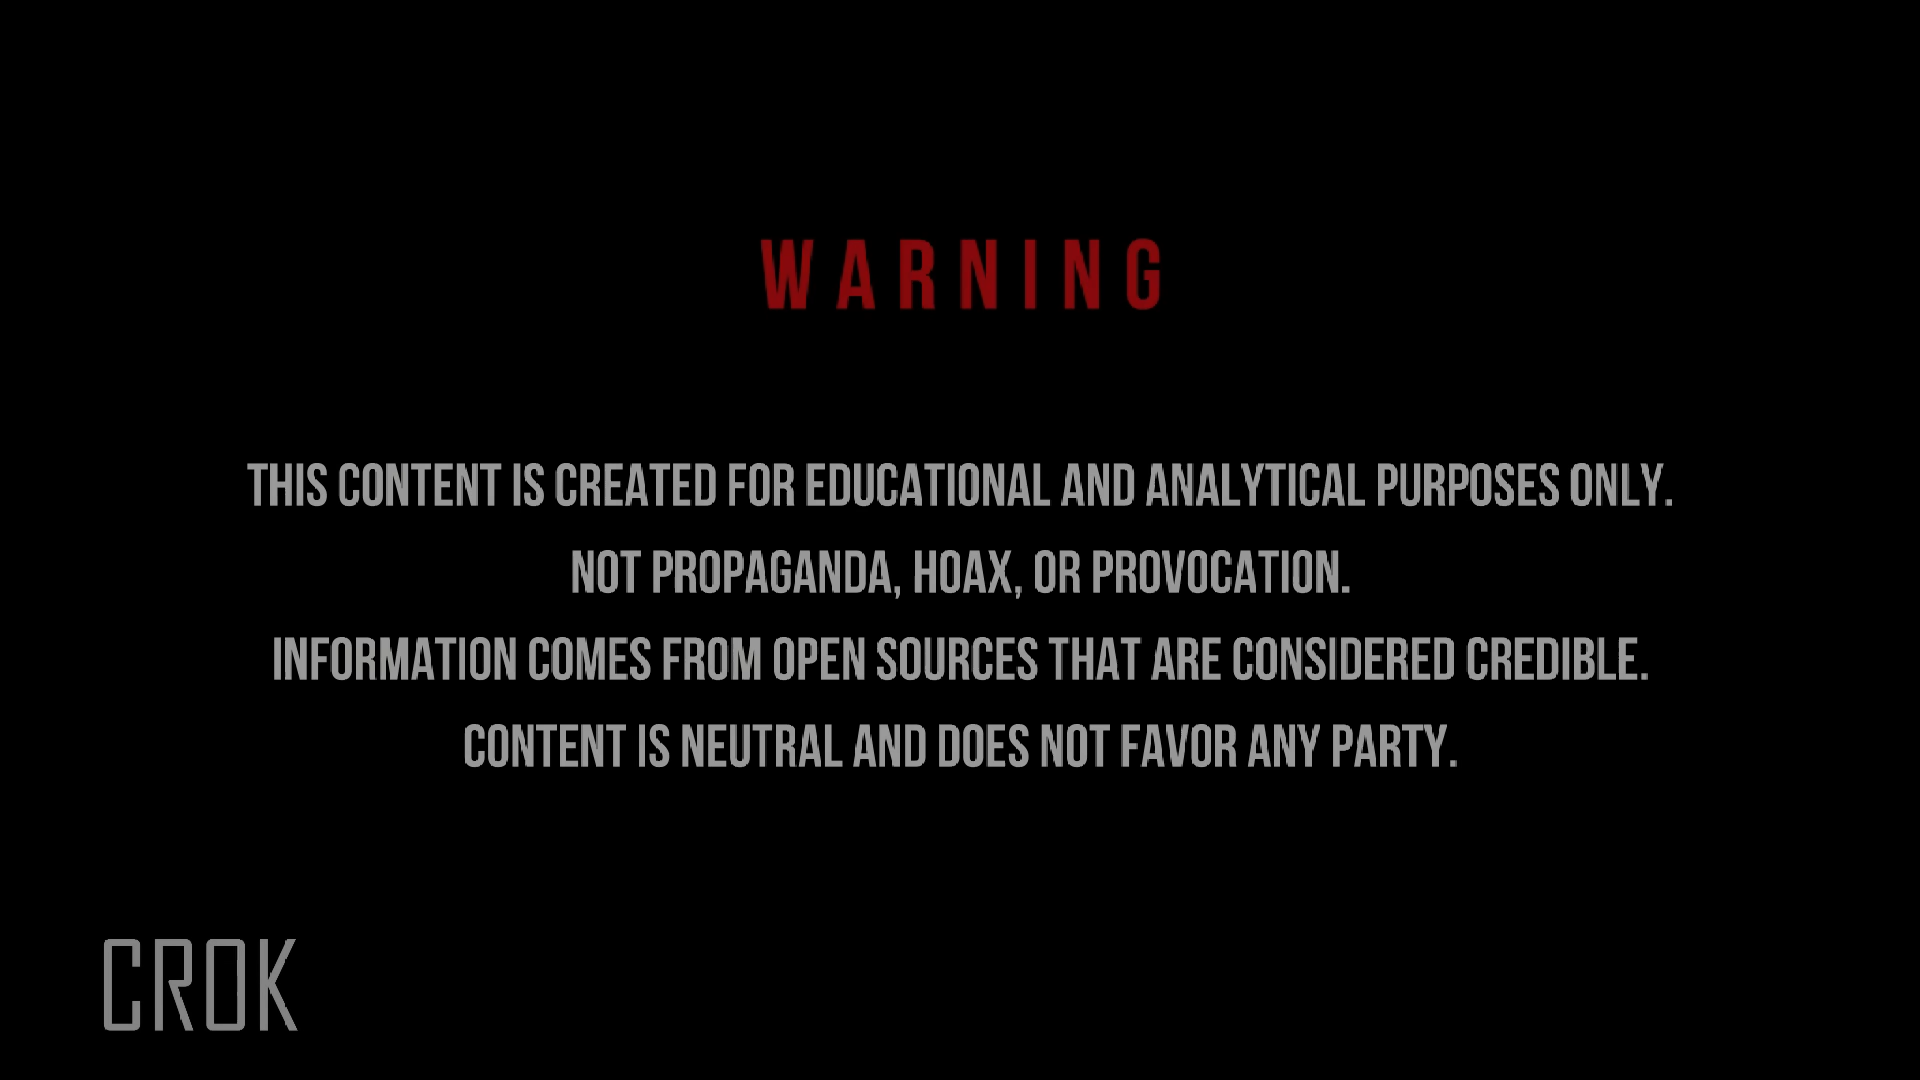 WARNING
THIS CONTENT IS CREATED FOR EDUCATIONAL AND ANALYTICAL PURPOSES ONLY.
NOT PROPAGANDA, HOAX, OR PROVOCATION.
INFORMATION COMES FROM OPEN SOURCES THAT ARE CONSIDERED CREDIBLE.
CONTENT IS NEUTRAL AND DOES NOT FAVOR ANY PARTY.
CROK